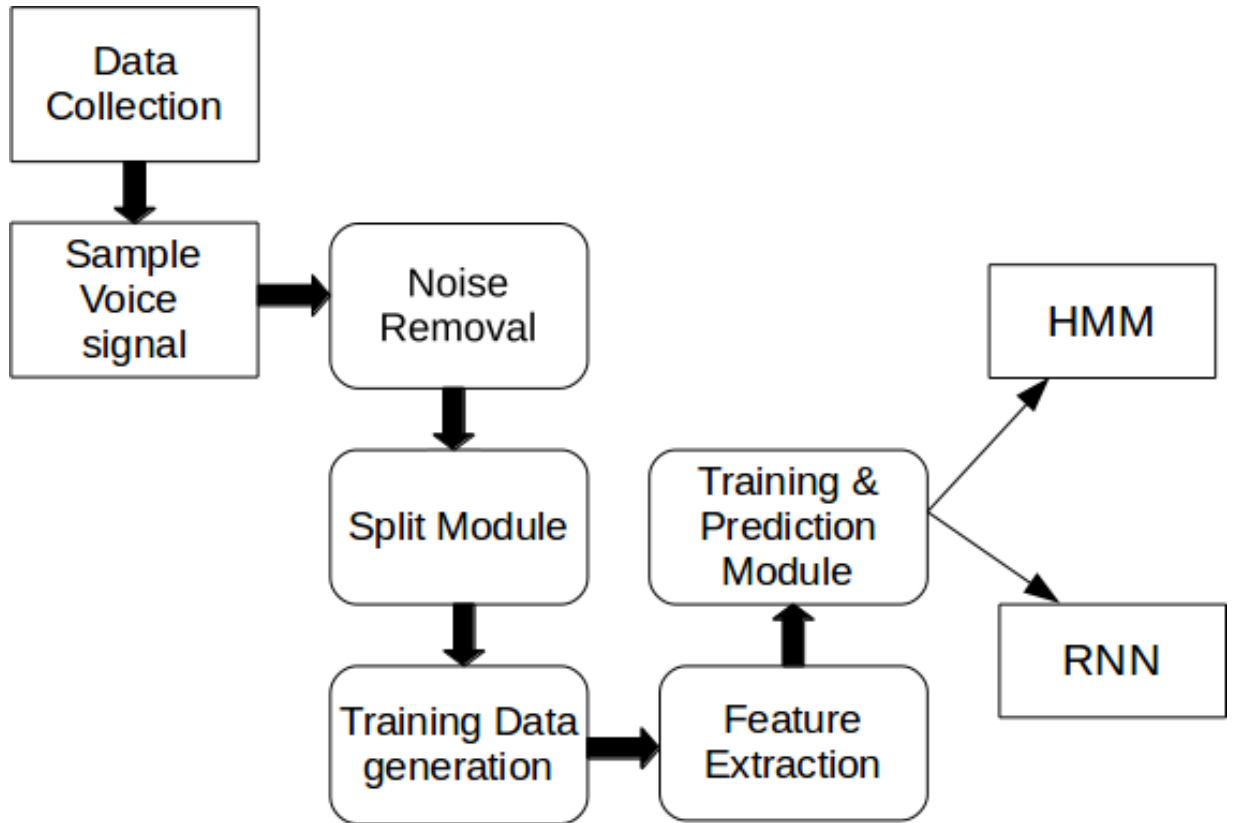 Data
Collection
Sample
Voice
signal
Noise
Removal
Split Module
Training Data
generation
Feature
Extraction
Training &
Prediction
Module
HMM
RNN